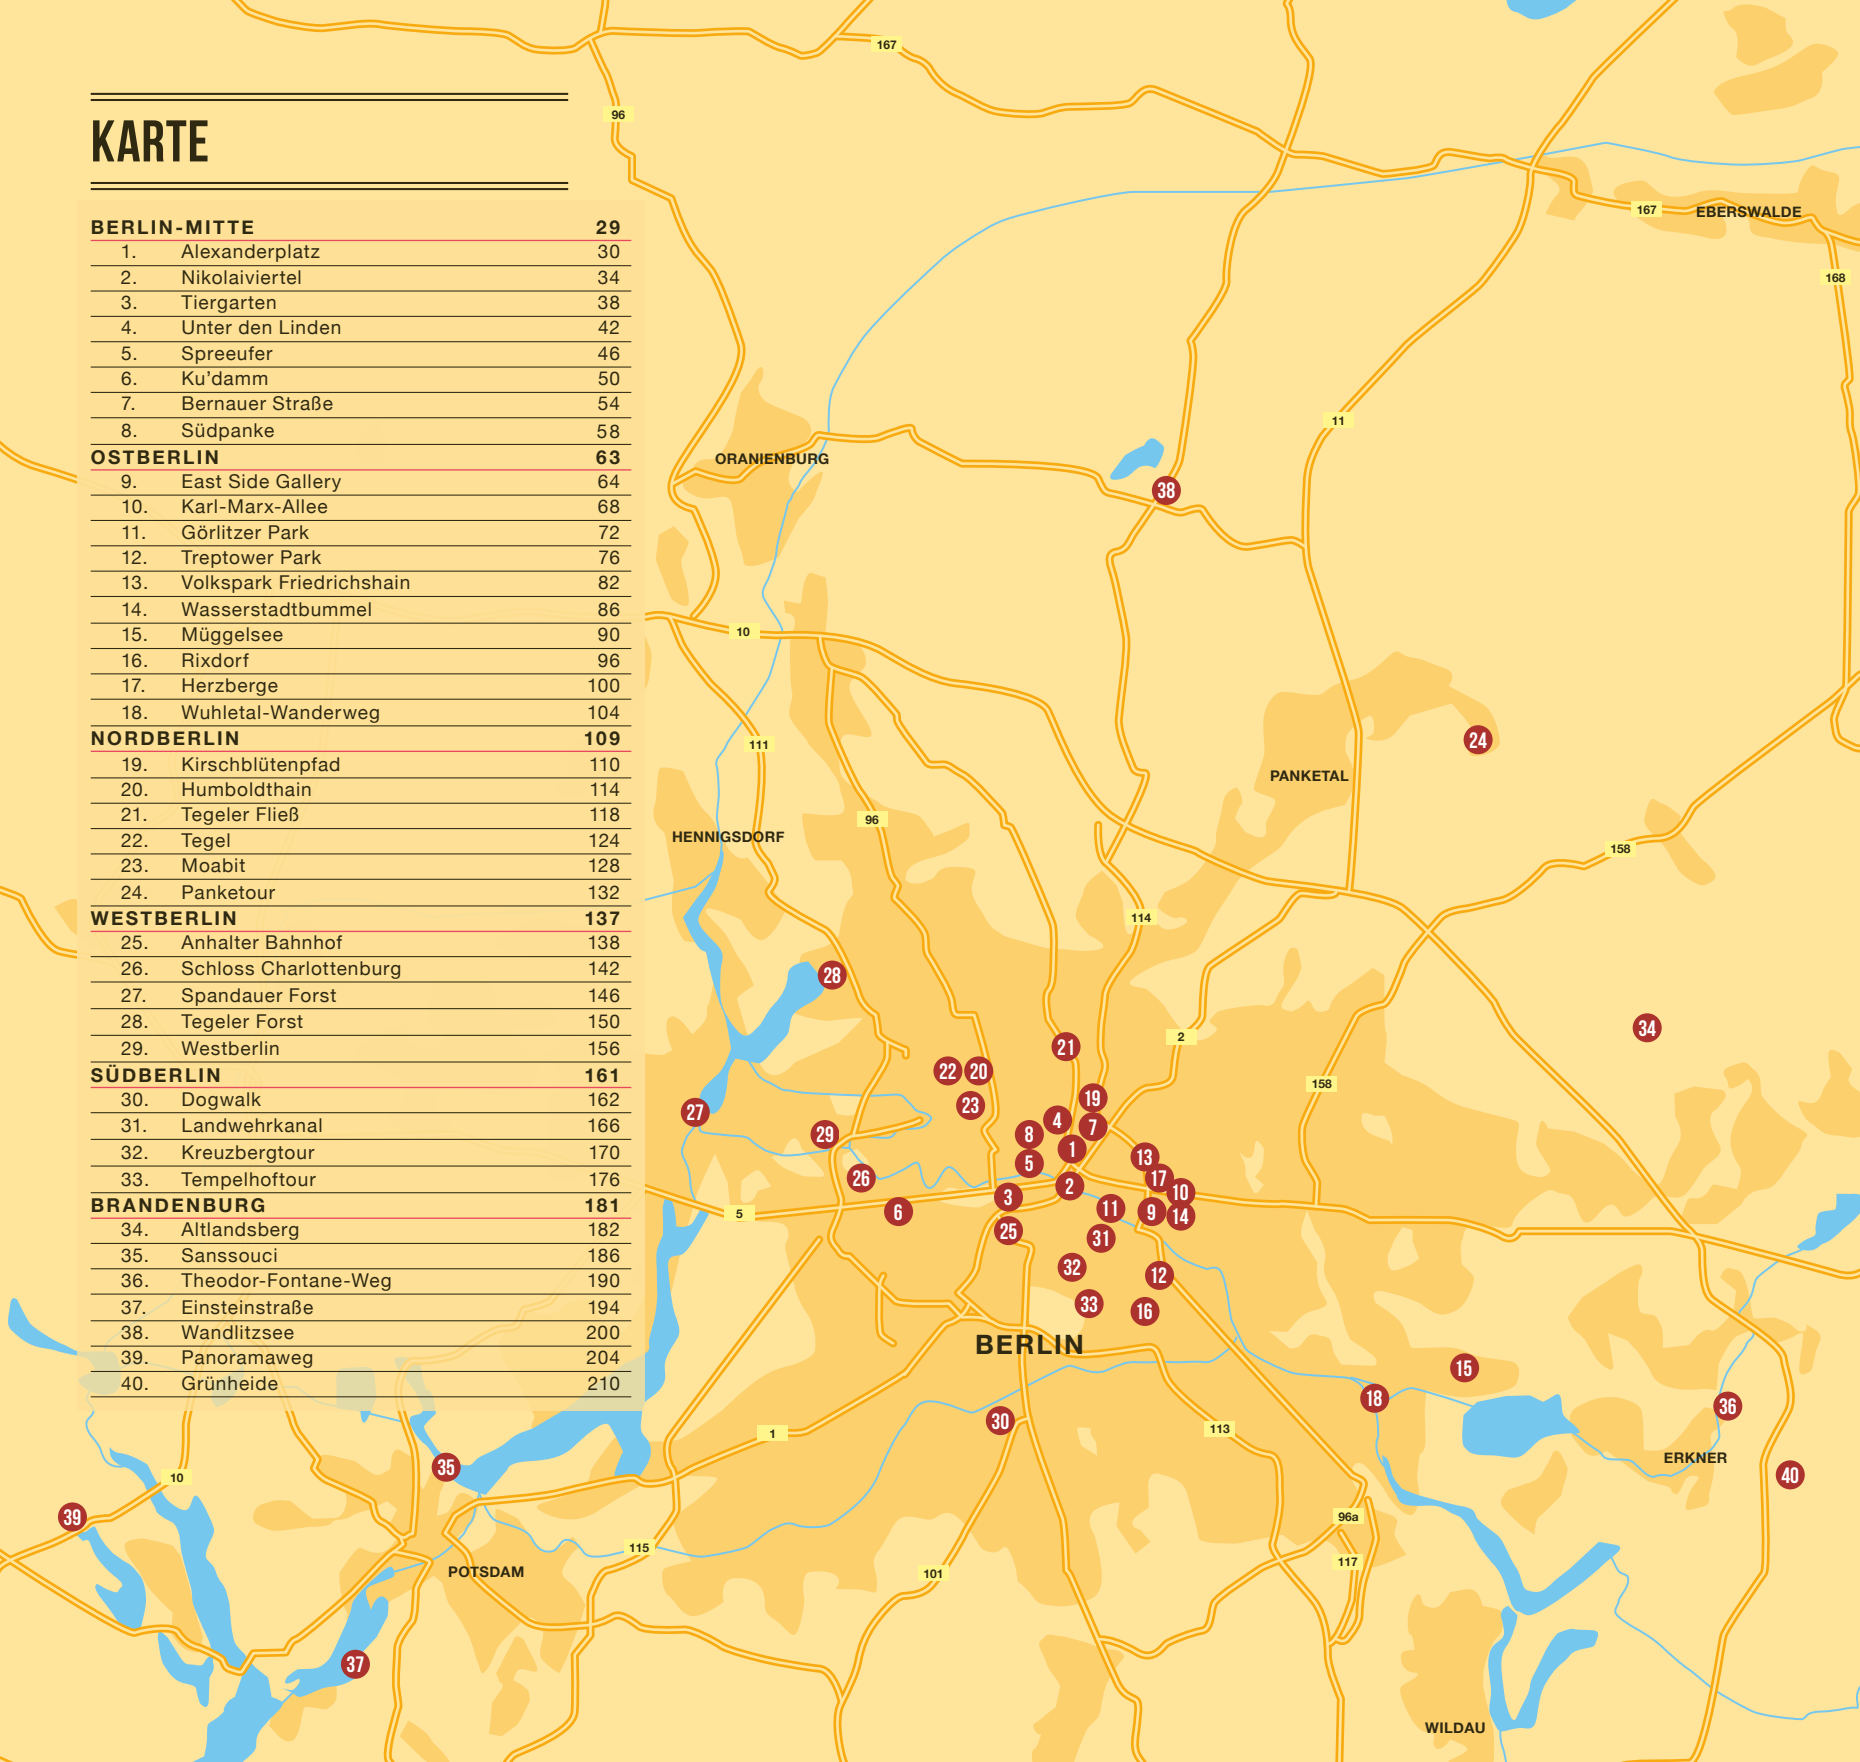 KARTE
BERLIN-MITTE 29
1. Alexanderplatz 30
2. Nikolaiviertel 34
3. Tiergarten 38
4. Unter den Linden 42
5. Spreeufer 46
6. Ku’damm 50
7. Bernauer Straße 54
8. Südpanke 58
OSTBERLIN 63
9. East Side Gallery 64
10. Karl-Marx-Allee 68
11. Görlitzer Park 72
12. Treptower Park 76
13. Volkspark Friedrichshain 82
14. Wasserstadtbummel 86
15. Müggelsee 90
16. Rixdorf 96
17. Herzberge 100
18. Wuhletal-Wanderweg 104
NORDBERLIN 109
19. Kirschblütenpfad 110
20. Humboldthain 114
21. Tegeler Fließ 118
22. Tegel 124
23. Moabit 128
24. Panketour 132
WESTBERLIN 137
25. Anhalter Bahnhof 138
26. Schloss Charlottenburg 142
27. Spandauer Forst 146
28. Tegeler Forst 150
29. Westberlin 156
SÜDBERLIN 161
30. Dogwalk 162
31. Landwehrkanal 166
32. Kreuzbergtour 170
33. Tempelhoftour 176
BRANDENBURG 181
34. Altlandsberg 182
35. Sanssouci 186
36. Theodor-Fontane-Weg 190
37. Einsteinstraße 194
38. Wandlitzsee 200
39. Panoramaweg 204
40. Grünheide 210
167
96
167
EBERSWALDE
168
11
ORANIENBURG
38
10
111
24
PANKETAL
96
HENNIGSDORF
158
114
28
34
2
21
22 20
158
23
19
27
4
7
29
8
1
5
13
26
17
2
10
3
6
5
11
9
14
25
31
32
12
33
16
BERLIN
15
18
36
30
113
1
ERKNER
35
40
10
39
96a
115
117
101
POTSDAM
37
WILDAU